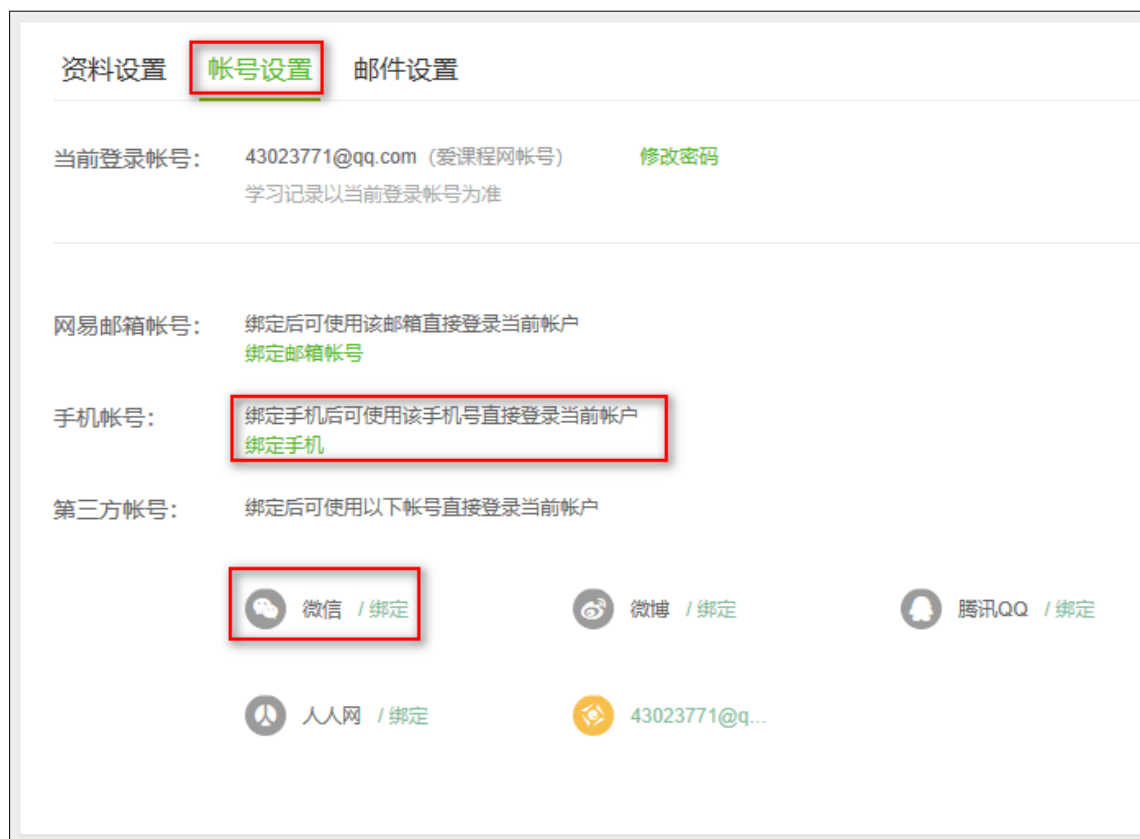 资料设置 帐号设置 邮件设置
当前登录帐号： 43023771@qq.com（爱课程网帐号） 修改密码
学习记录以当前登录帐号为准
网易邮箱帐号： 绑定后可使用该邮箱直接登录当前帐户
绑定邮箱帐号
手机帐号： 绑定手机后可使用该手机号直接登录当前帐户
绑定手机
第三方帐号： 绑定后可使用以下帐号直接登录当前帐户
微信 / 绑定 微博 / 绑定 腾讯QQ / 绑定
人人网 / 绑定 43023771@q...